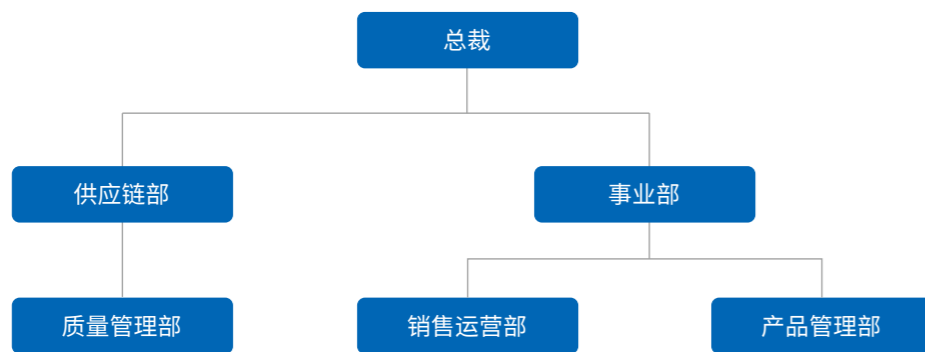 总裁
供应链部
事业部
质量管理部
销售运营部
产品管理部